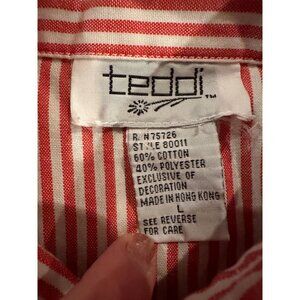 teddi
TM
RN 75726
STYLE 80011
60% COTTON
40% POLYESTER
EXCLUSIVE OF
DECORATION
MADE IN HONG KONG
L
SEE REVERSE
FOR CARE